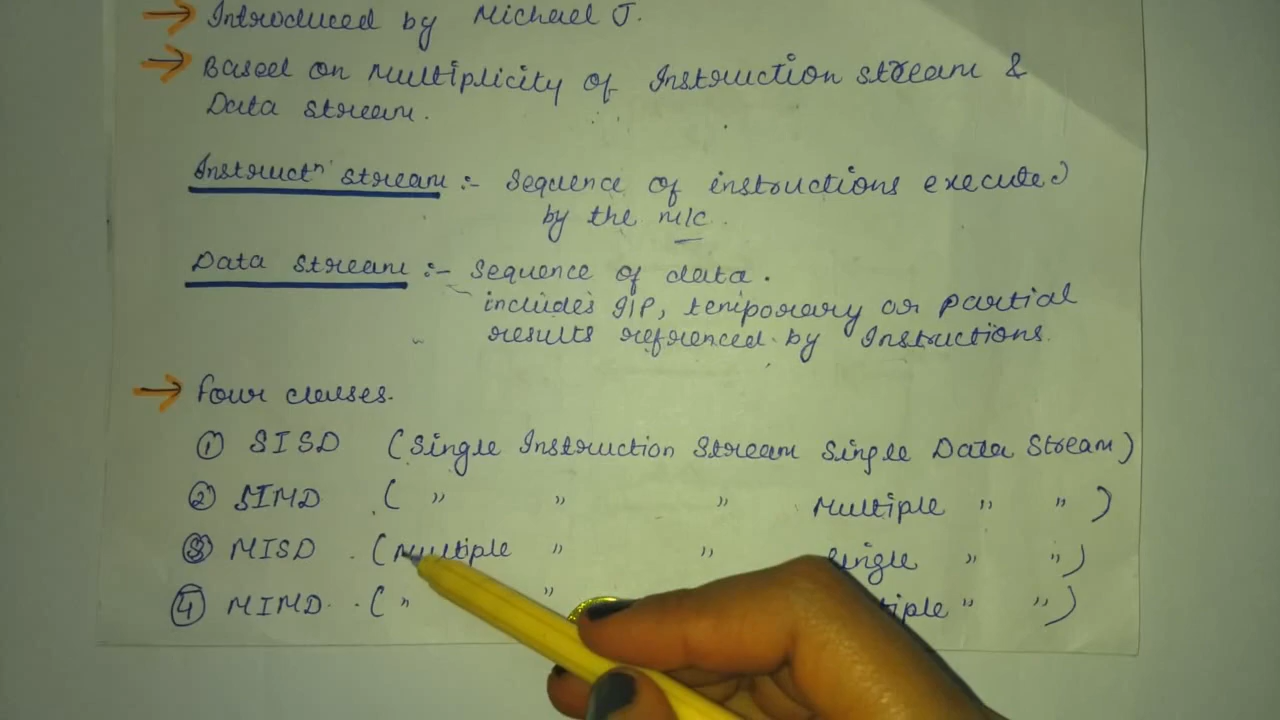 → Introduced by Michael J.
→ Based on Multiplicity of Instruction stream &
Data stream.
Instructⁿ stream :- Sequence of instructions executed
by the m/c.
Data stream :- Sequence of data.
includes I/P, temporary or partial
results referenced by Instructions.
→ Four classes.
① SISD (Single Instruction Stream Single Data Stream)
② SIMD ( " " " Multiple " " )
③ MISD (Multiple " " Single " ")
④ MIMD ( " " tiple " " )